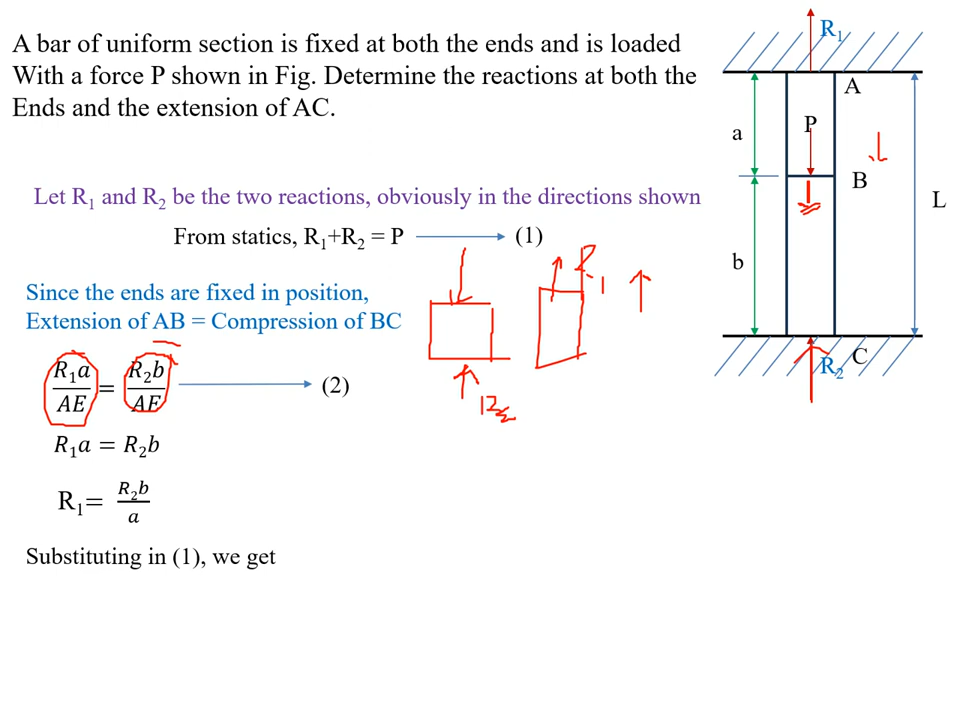 A bar of uniform section is fixed at both the ends and is loaded
With a force P shown in Fig. Determine the reactions at both the
Ends and the extension of AC.
Let R₁ and R₂ be the two reactions, obviously in the directions shown
From statics, R₁+R₂ = P ⟶ (1)
Since the ends are fixed in position,
Extension of AB = Compression of BC
R₁a/AE = R₂b/AE ⟶ (2)
R₁a = R₂b
R₁= R₂b/a
Substituting in (1), we get
R₁
R₁
A
P
a
B
L
b
R₂
C